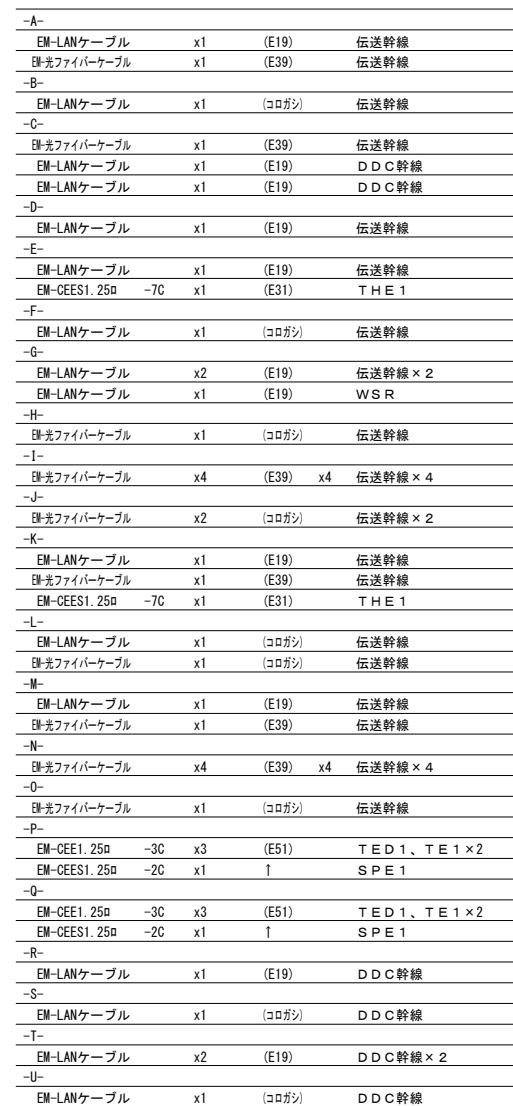 -A-
EM-LANケーブル x1 (E19) 伝送幹線
EM-光ファイバーケーブル x1 (E39) 伝送幹線
-B-
EM-LANケーブル x1 (コロガシ) 伝送幹線
-C-
EM-光ファイバーケーブル x1 (E39) 伝送幹線
EM-LANケーブル x1 (E19) ＤＤＣ幹線
EM-LANケーブル x1 (E19) ＤＤＣ幹線
-D-
EM-LANケーブル x1 (E19) 伝送幹線
-E-
EM-LANケーブル x1 (E19) 伝送幹線
EM-CEES1.25□ -7C x1 (E31) ＴＨＥ１
-F-
EM-LANケーブル x1 (コロガシ) 伝送幹線
-G-
EM-LANケーブル x2 (E19) 伝送幹線×２
EM-LANケーブル x1 (E19) ＷＳＲ
-H-
EM-光ファイバーケーブル x1 (コロガシ) 伝送幹線
-I-
EM-光ファイバーケーブル x4 (E39) x4 伝送幹線×４
-J-
EM-光ファイバーケーブル x2 (コロガシ) 伝送幹線×２
-K-
EM-LANケーブル x1 (E19) 伝送幹線
EM-光ファイバーケーブル x1 (E39) 伝送幹線
EM-CEES1.25□ -7C x1 (E31) ＴＨＥ１
-L-
EM-LANケーブル x1 (コロガシ) 伝送幹線
EM-光ファイバーケーブル x1 (コロガシ) 伝送幹線
-M-
EM-LANケーブル x1 (E19) 伝送幹線
EM-光ファイバーケーブル x1 (E39) 伝送幹線
-N-
EM-光ファイバーケーブル x4 (E39) x4 伝送幹線×４
-O-
EM-光ファイバーケーブル x1 (コロガシ) 伝送幹線
-P-
EM-CEE1.25□ -3C x3 (E51) ＴＥＤ１、ＴＥ１×2
EM-CEES1.25□ -2C x1 ↑ ＳＰＥ１
-Q-
EM-CEE1.25□ -3C x3 (E51) ＴＥＤ１、ＴＥ１×2
EM-CEES1.25□ -2C x1 ↑ ＳＰＥ１
-R-
EM-LANケーブル x1 (E19) ＤＤＣ幹線
-S-
EM-LANケーブル x1 (コロガシ) ＤＤＣ幹線
-T-
EM-LANケーブル x2 (E19) ＤＤＣ幹線×２
-U-
EM-LANケーブル x1 (コロガシ) ＤＤＣ幹線